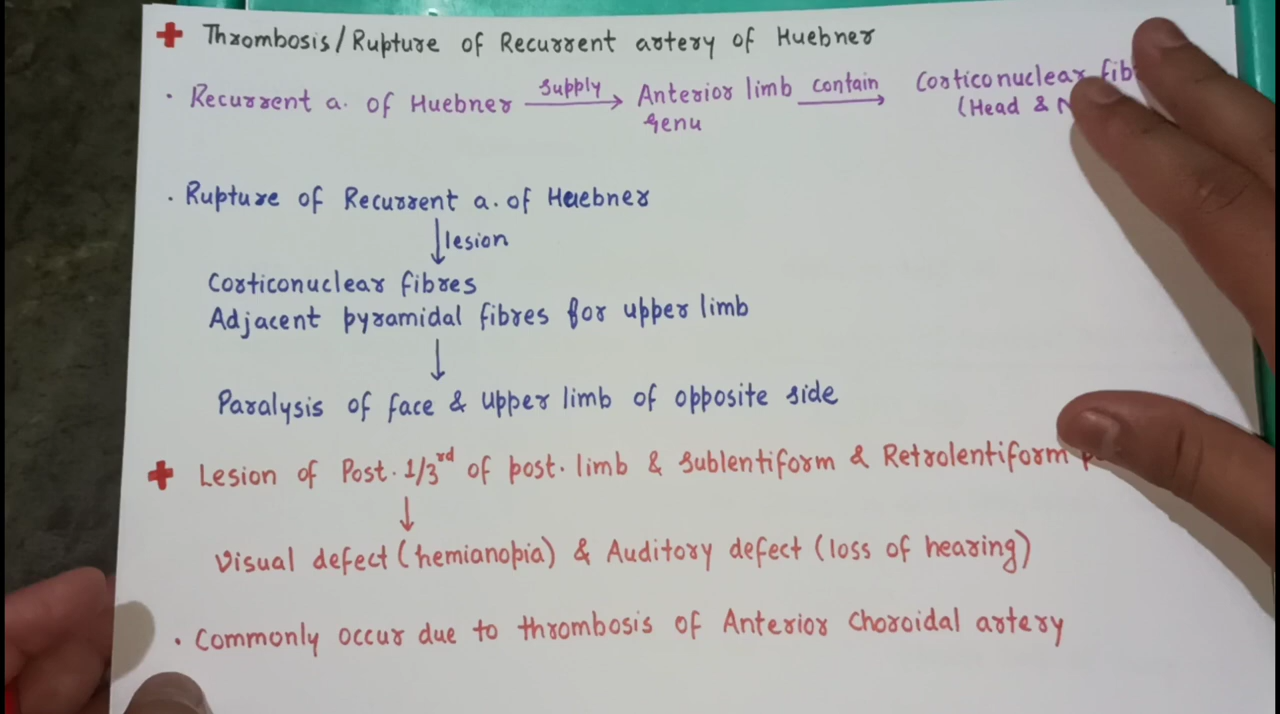 Thrombosis/Rupture of Recurrent artery of Huebner
Recurrent a. of Huebner supply Anterior limb contain Corticonuclear
Genu (Head &
Rupture of Recurrent a. of Huebner
lesion
Corticonuclear fibres
Adjacent pyramidal fibres for upper limb
Paralysis of face & upper limb of opposite side
Lesion of Post. 1/3rd of post. limb & sublentiform & Retrolentiform
Visual defect (hemianopia) & Auditory defect (loss of hearing)
Commonly occur due to thrombosis of Anterior Choroidal artery